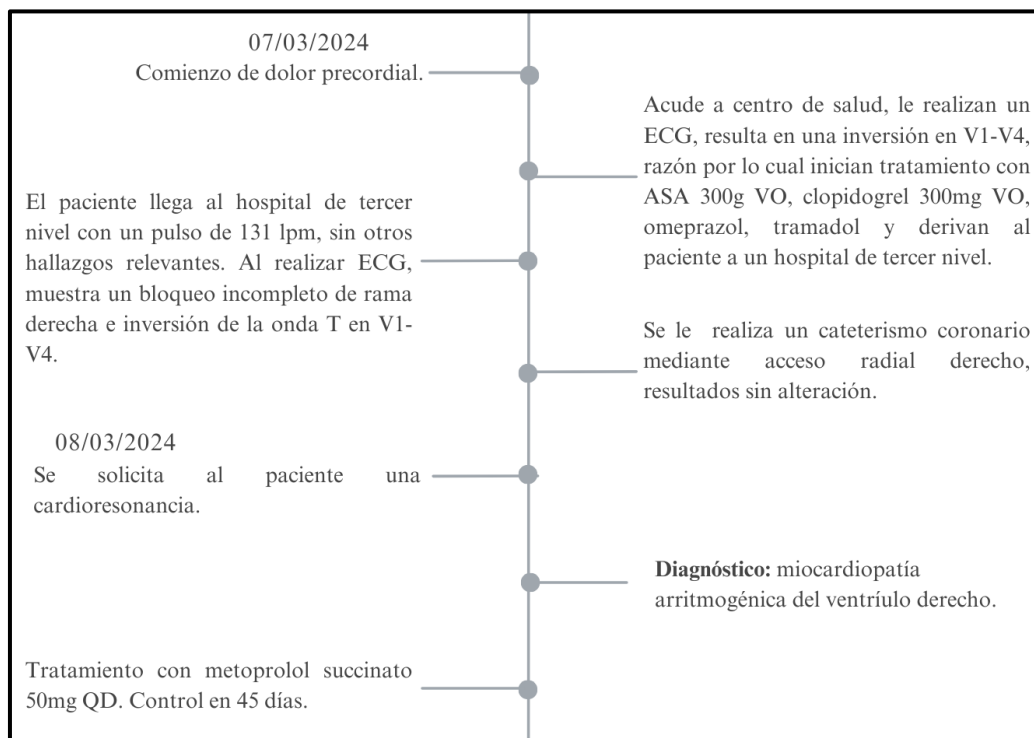 07/03/2024
Comienzo de dolor precordial.
Acude a centro de salud, le realizan un
ECG, resulta en una inversión en V1-V4,
razón por lo cual inician tratamiento con
ASA 300g VO, clopidogrel 300mg VO,
omeprazol, tramadol y derivan al
paciente a un hospital de tercer nivel.
El paciente llega al hospital de tercer
nivel con un pulso de 131 lpm, sin otros
hallazgos relevantes. Al realizar ECG,
muestra un bloqueo incompleto de rama
derecha e inversión de la onda T en V1-
V4.
Se le realiza un cateterismo coronario
mediante acceso radial derecho,
resultados sin alteración.
08/03/2024
Se solicita al paciente una
cardioresonancia.
Diagnóstico: miocardiopatía
arritmogénica del ventríulo derecho.
Tratamiento con metoprolol succinato
50mg QD. Control en 45 días.